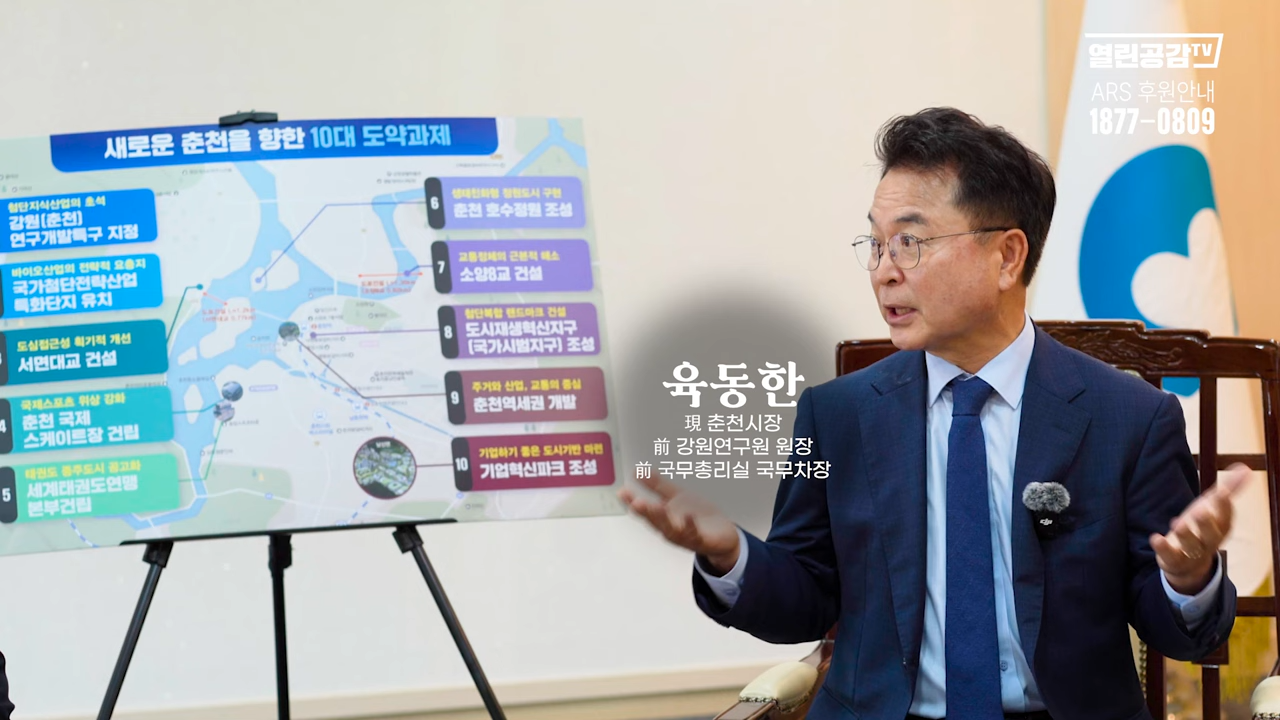 열린공감TV
ARS 후원안내
1877-0809
새로운 춘천을 향한 10대 도약과제
첨단지식산업의 초석
강원(춘천)
연구개발특구 지정
바이오산업의 전략적 요충지
국가첨단전략산업
특화단지 유치
도심접근성 획기적 개선
서면대교 건설
4
국제스포츠 위상 강화
춘천 국제
스케이트장 건립
5
태권도 종주도시 공고화
세계태권도연맹
본부건립
6
생태친화형 정원도시 구현
춘천 호수정원 조성
7
교통정체의 근본적 해소
소양8교 건설
8
첨단복합 랜드마크 건설
도시재생혁신지구
(국가시범지구) 조성
9
주거와 산업, 교통의 중심
춘천역세권 개발
10
기업하기 좋은 도시기반 마련
기업혁신파크 조성
육동한
現 춘천시장
前 강원연구원 원장
前 국무총리실 국무차장
dji